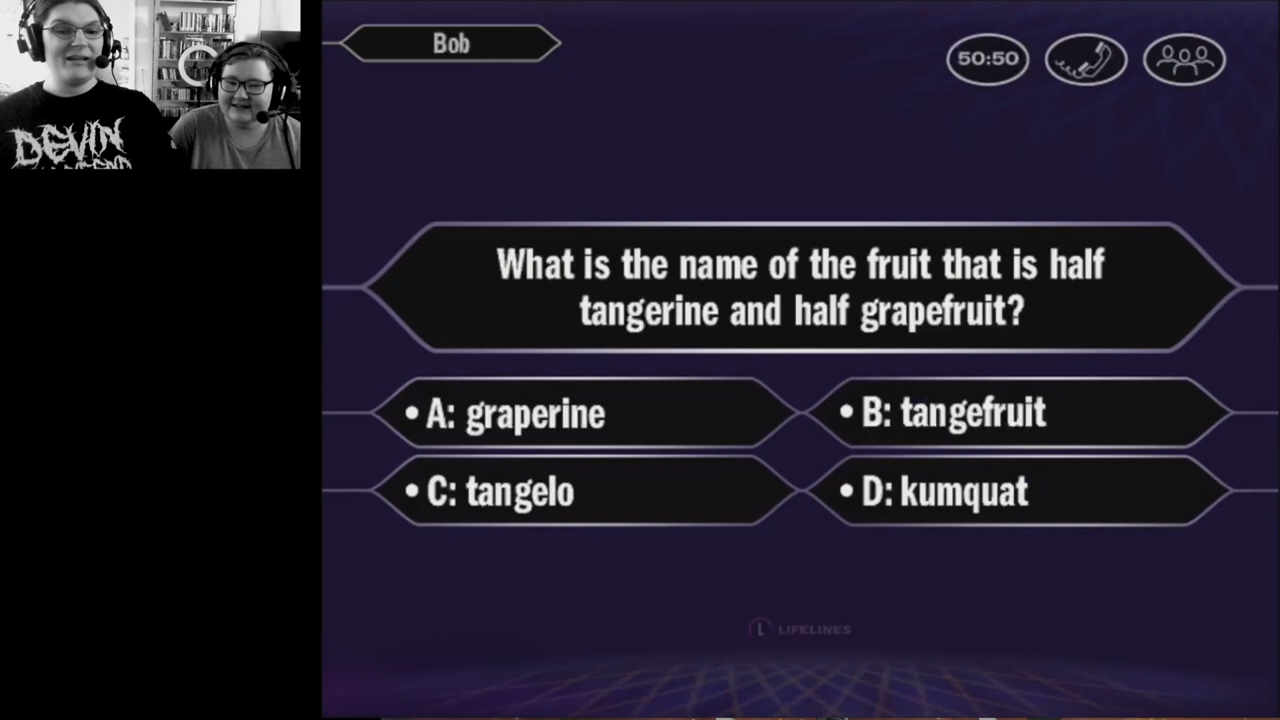 DEVIN
Bob
50:50
What is the name of the fruit that is half
tangerine and half grapefruit?
• A: graperine
• B: tangefruit
• C: tangelo
• D: kumquat
L LIFELINES